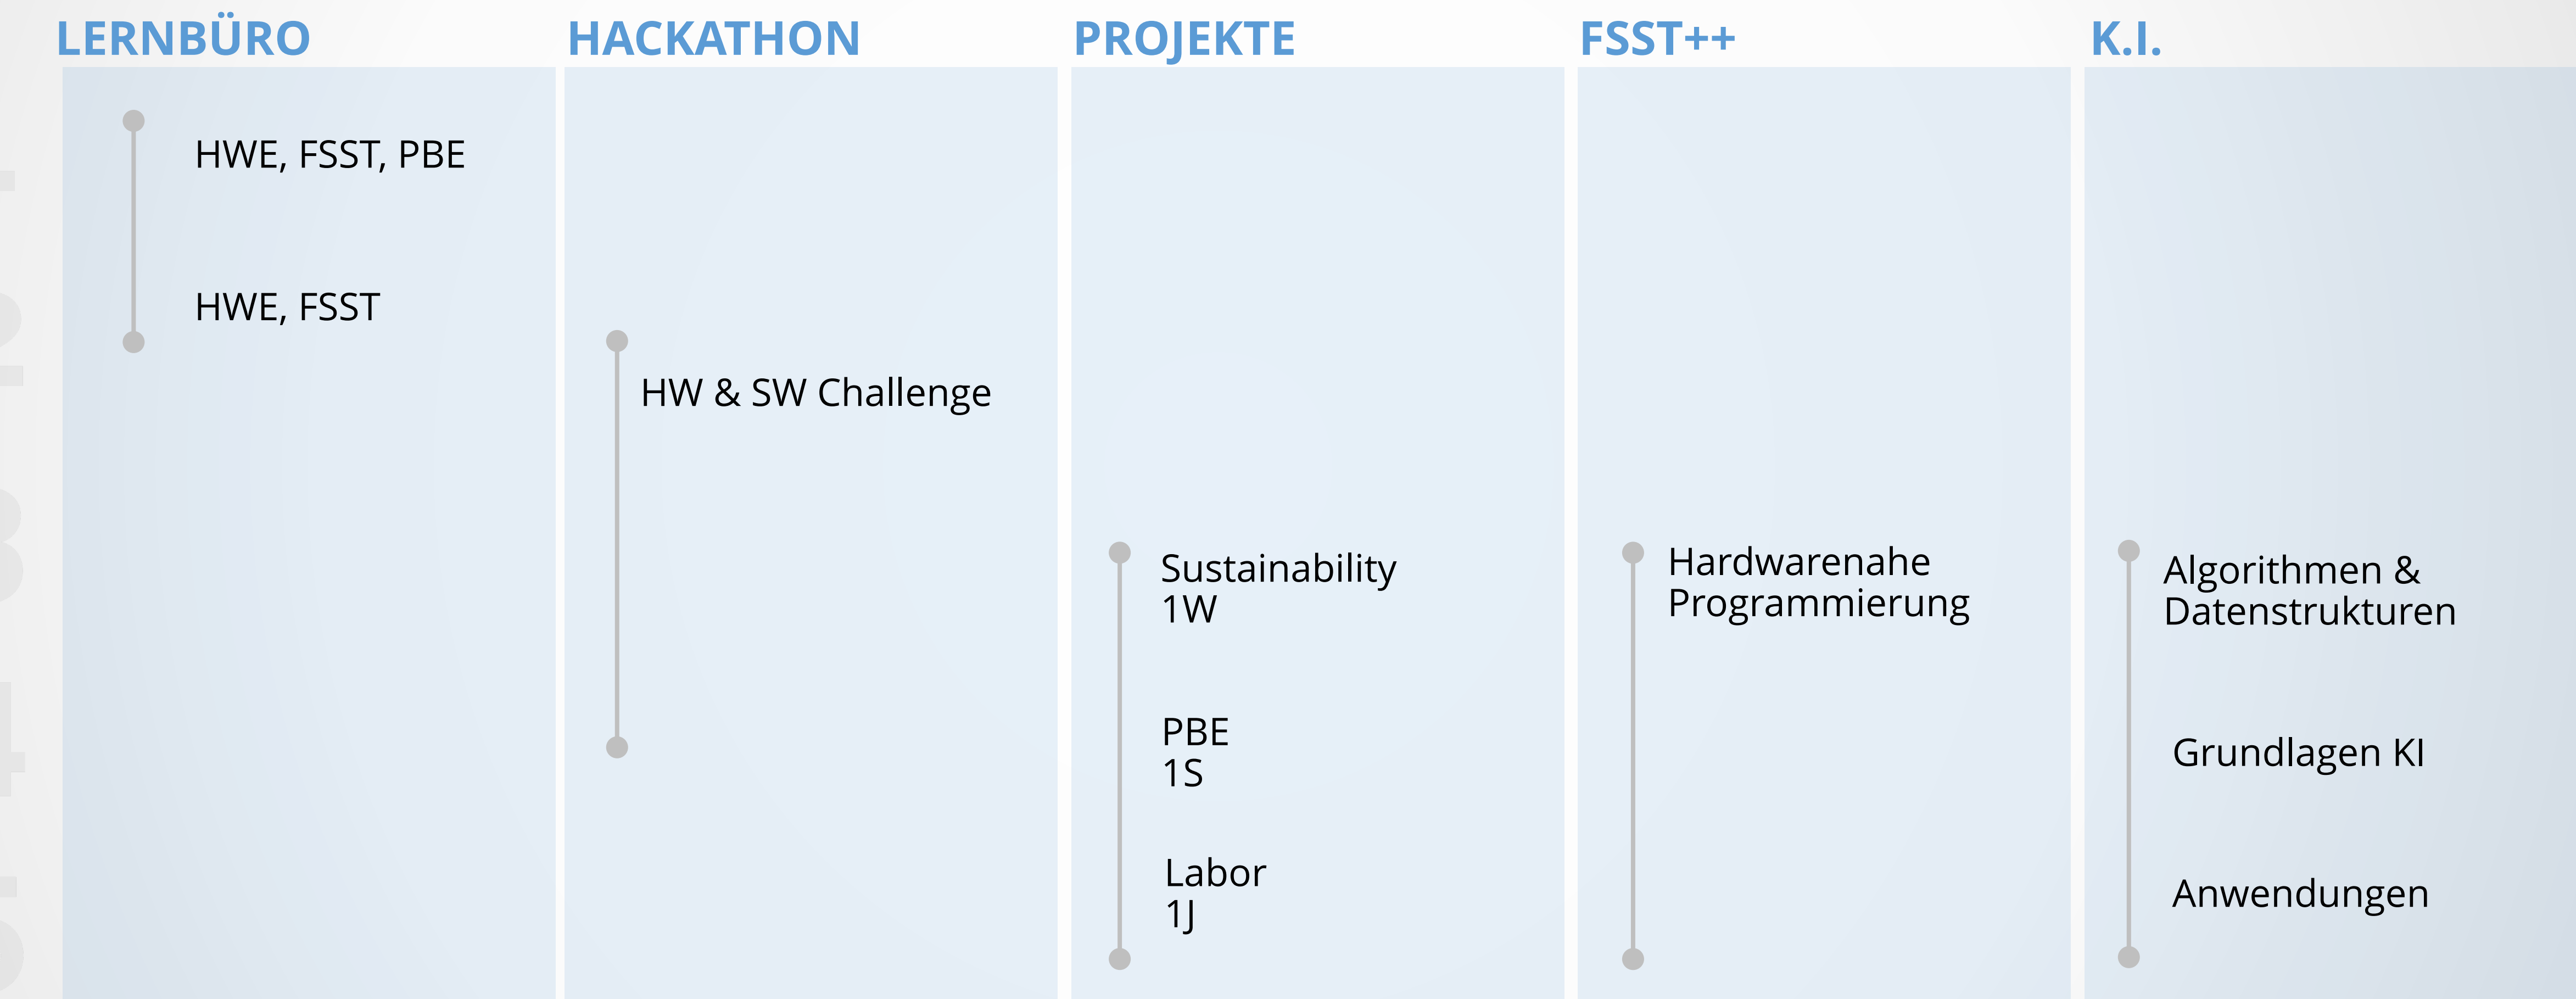 LERNBÜRO
HACKATHON
PROJEKTE
FSST++
K.I.
HWE, FSST, PBE
HWE, FSST
HW & SW Challenge
Sustainability
1W
PBE
1S
Labor
1J
Hardwarenahe
Programmierung
Algorithmen &
Datenstrukturen
Grundlagen KI
Anwendungen